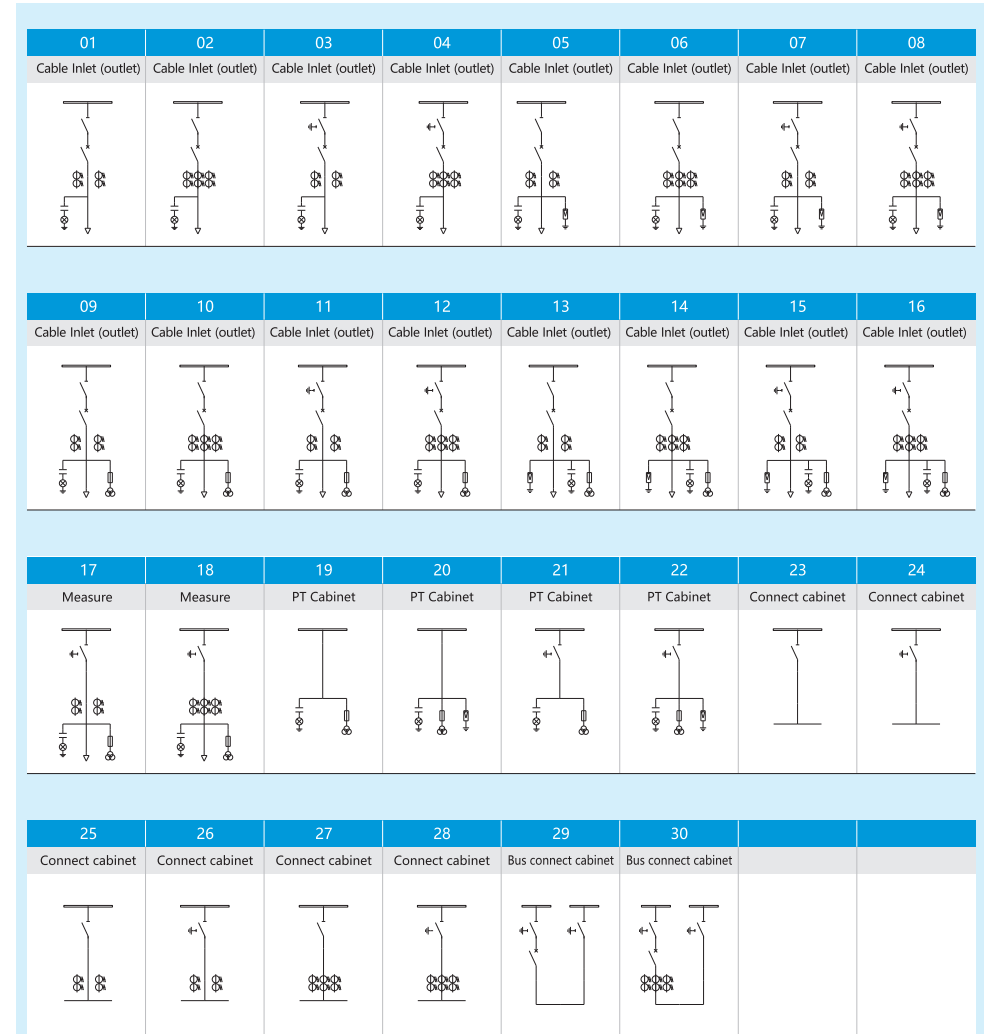 01 02 03 04 05 06 07 08
Cable Inlet (outlet) Cable Inlet (outlet) Cable Inlet (outlet) Cable Inlet (outlet) Cable Inlet (outlet) Cable Inlet (outlet) Cable Inlet (outlet) Cable Inlet (outlet)
09 10 11 12 13 14 15 16
Cable Inlet (outlet) Cable Inlet (outlet) Cable Inlet (outlet) Cable Inlet (outlet) Cable Inlet (outlet) Cable Inlet (outlet) Cable Inlet (outlet) Cable Inlet (outlet)
17 18 19 20 21 22 23 24
Measure Measure PT Cabinet PT Cabinet PT Cabinet PT Cabinet Connect cabinet Connect cabinet
25 26 27 28 29 30
Connect cabinet Connect cabinet Connect cabinet Connect cabinet Bus connect cabinet Bus connect cabinet